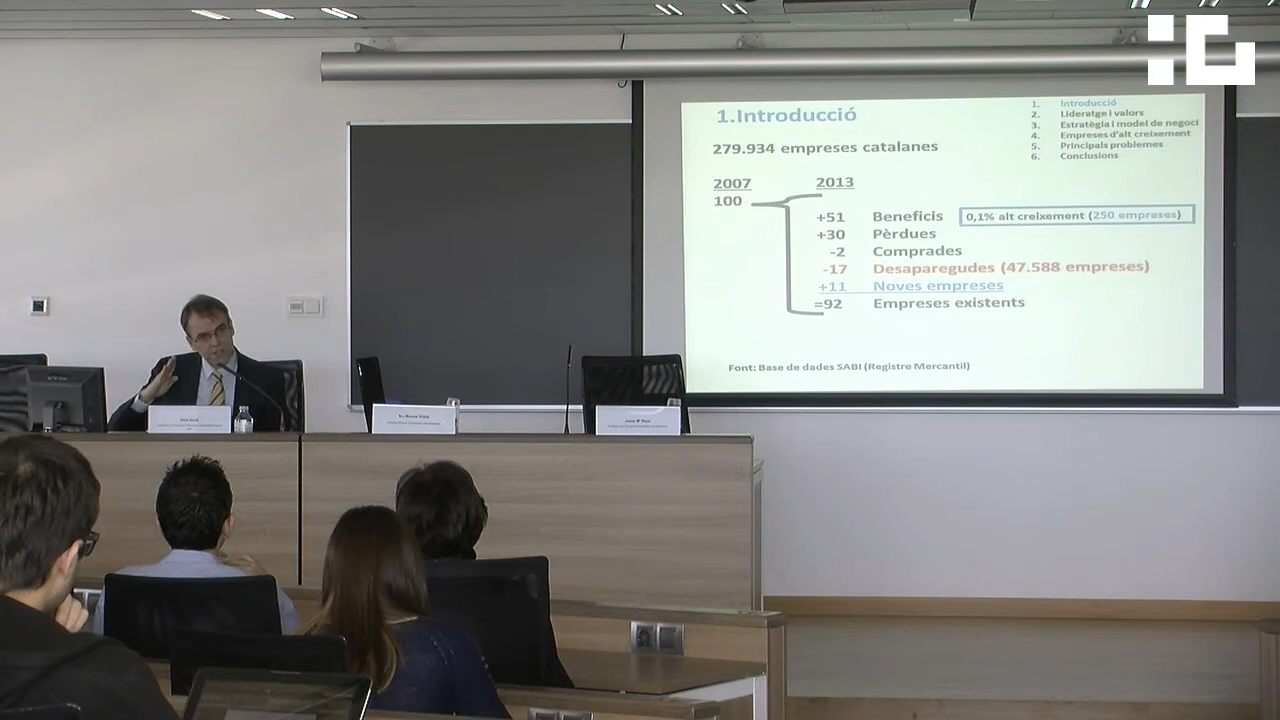 1.Introducció
1. Introducció
2. Lideratge i valors
3. Estratègia i model de negoci
4. Empreses d'alt creixement
5. Principals problemes
6. Conclusions
279.934 empreses catalanes
2007 2013
100
+51 Beneficis 0,1% alt creixement (250 empreses)
+30 Pèrdues
-2 Comprades
-17 Desaparegudes (47.588 empreses)
+11 Noves empreses
=92 Empreses existents
Font: Base de dades SABI (Registre Mercantil)